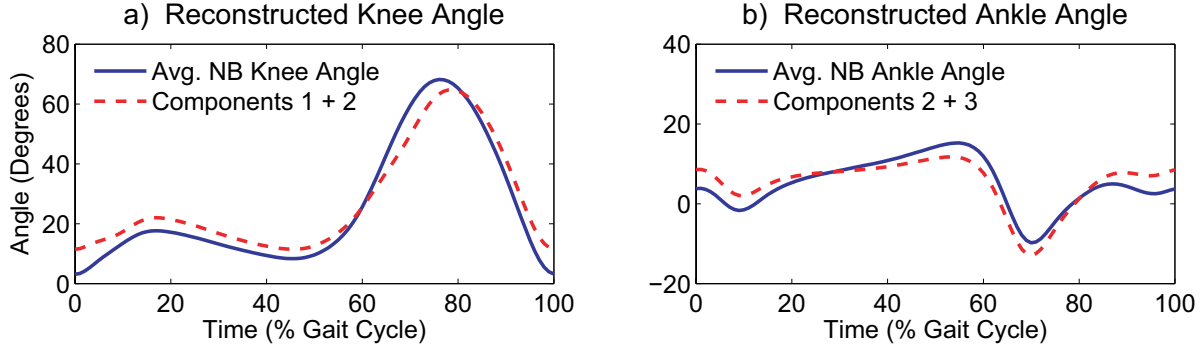 a)  Reconstructed Knee Angle
80
60
40
20
0
Angle (Degrees)
Avg. NB Knee Angle
Components 1 + 2
0 20 40 60 80 100
Time (% Gait Cycle)
b)  Reconstructed Ankle Angle
40
20
0
−20
Avg. NB Ankle Angle
Components 2 + 3
0 20 40 60 80 100
Time (% Gait Cycle)